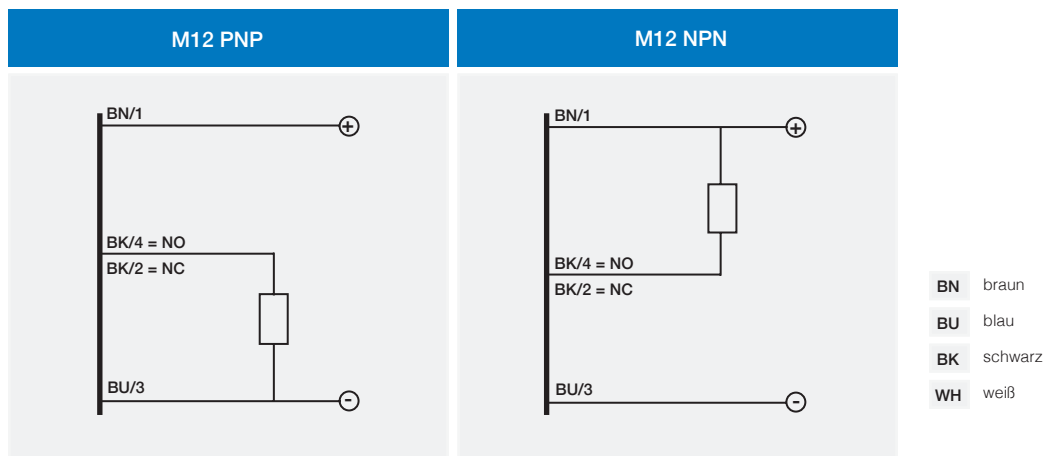 M12 PNP
BN/1
+
BK/4 = NO
BK/2 = NC
BU/3
-
M12 NPN
BN/1
+
BK/4 = NO
BK/2 = NC
BU/3
-
BN braun
BU blau
BK schwarz
WH weiß